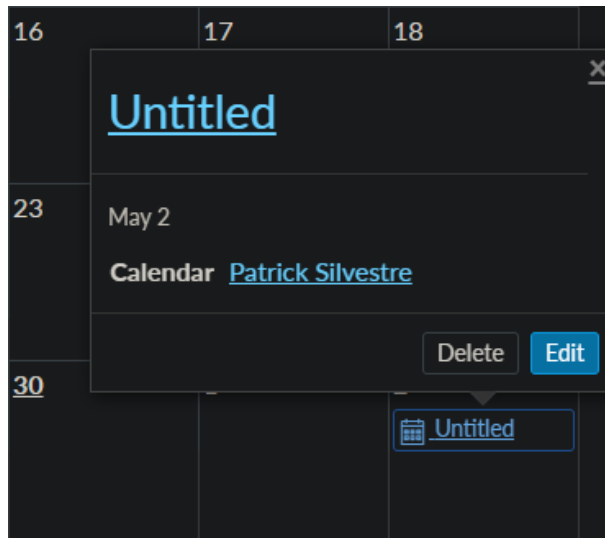 16 17 18
×
Untitled
23
May 2
Calendar Patrick Silvestre
Delete Edit
30
Untitled